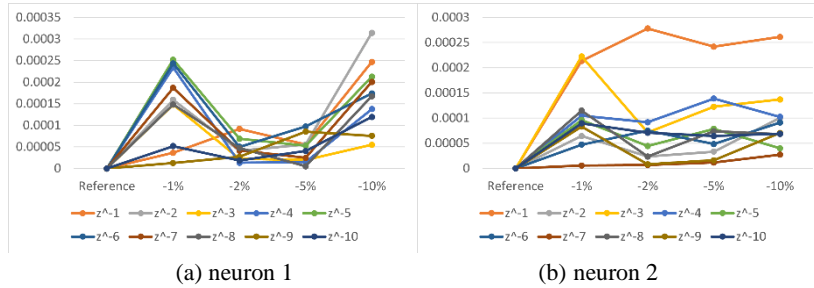 0.00035
0.0003
0.00025
0.0002
0.00015
0.0001
0.00005
0
Reference -1% -2% -5% -10%
z^-1 z^-2 z^-3 z^-4 z^-5
z^-6 z^-7 z^-8 z^-9 z^-10
(a) neuron 1
0.0003
0.00025
0.0002
0.00015
0.0001
0.00005
0
Reference -1% -2% -5% -10%
z^-1 z^-2 z^-3 z^-4 z^-5
z^-6 z^-7 z^-8 z^-9 z^-10
(b) neuron 2